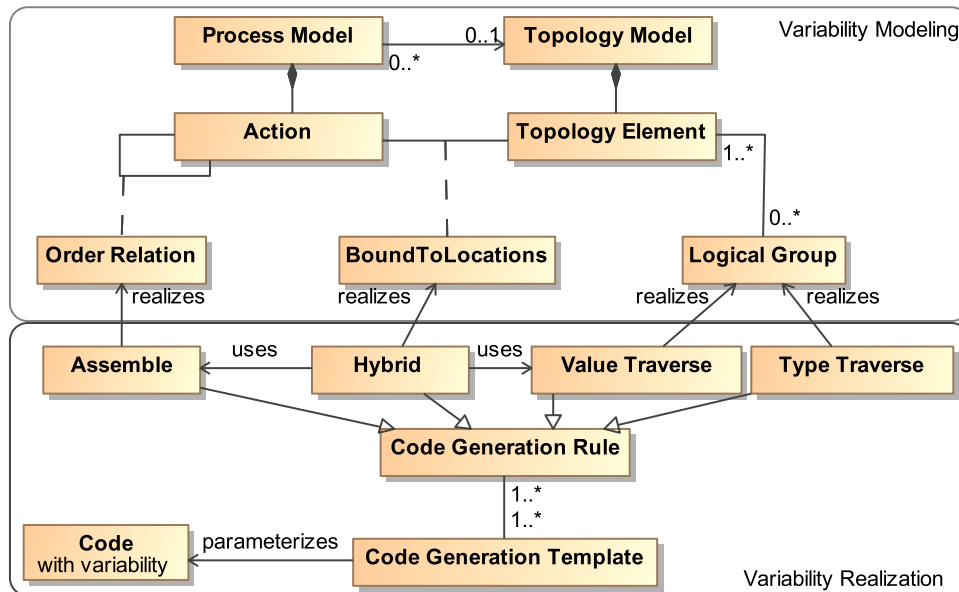 Process Model
0..1
Topology Model
Variability Modeling
0..*
Action
Topology Element
1..*
0..*
Order Relation
BoundToLocations
Logical Group
realizes
realizes
realizes
realizes
Assemble
uses
Hybrid
uses
Value Traverse
Type Traverse
Code Generation Rule
1..*
1..*
Code
with variability
parameterizes
Code Generation Template
Variability Realization